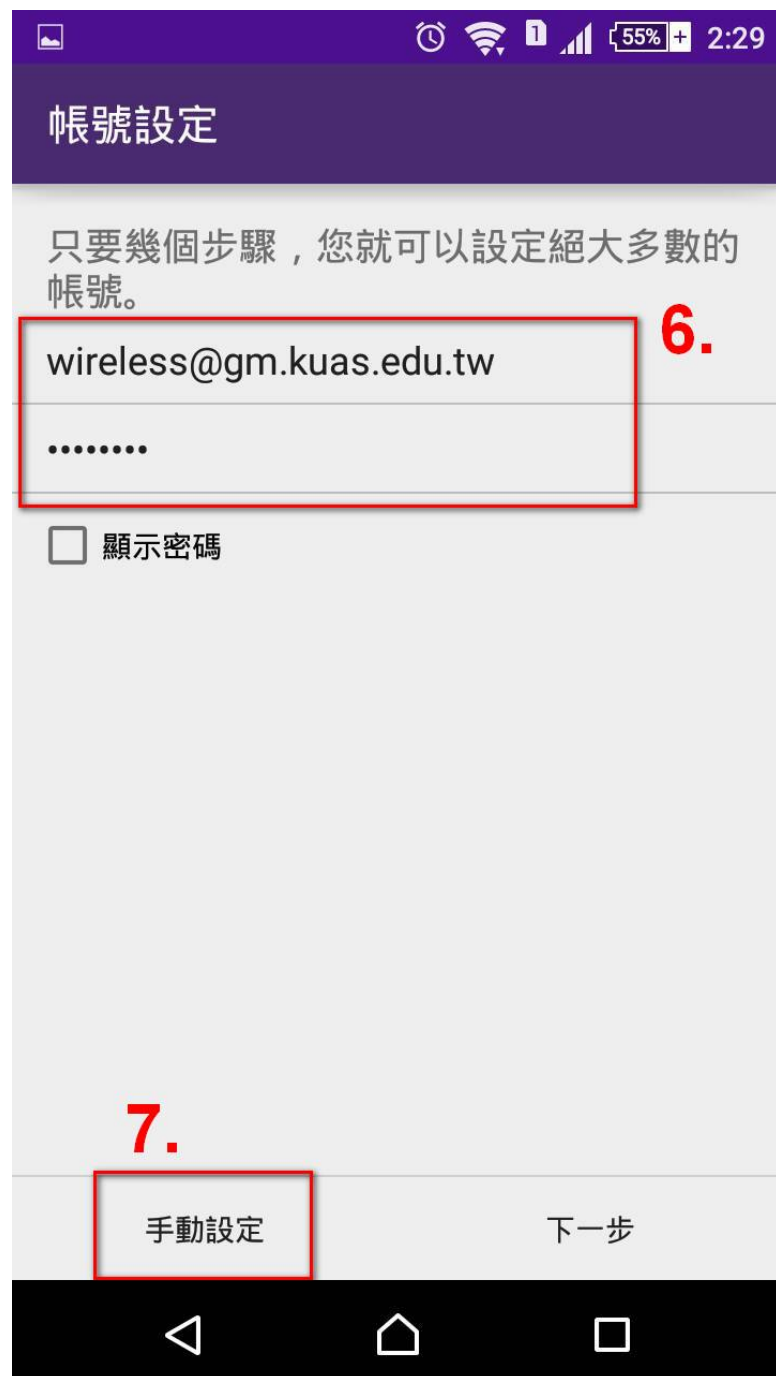 1 55% 2:29
帳號設定
只要幾個步驟，您就可以設定絕大多數的
帳號。
6.
wireless@gm.kuas.edu.tw
••••••••
顯示密碼
7.
手動設定 下一步